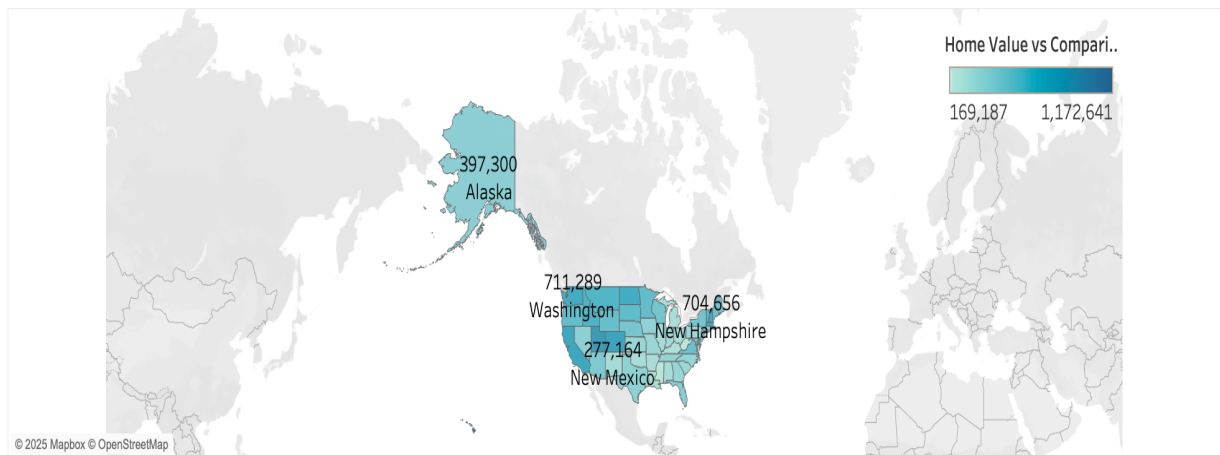 Home Value vs Compari..
169,187 1,172,641
397,300
Alaska
711,289
Washington
704,656
New Hampshire
277,164
New Mexico
© 2025 Mapbox © OpenStreetMap